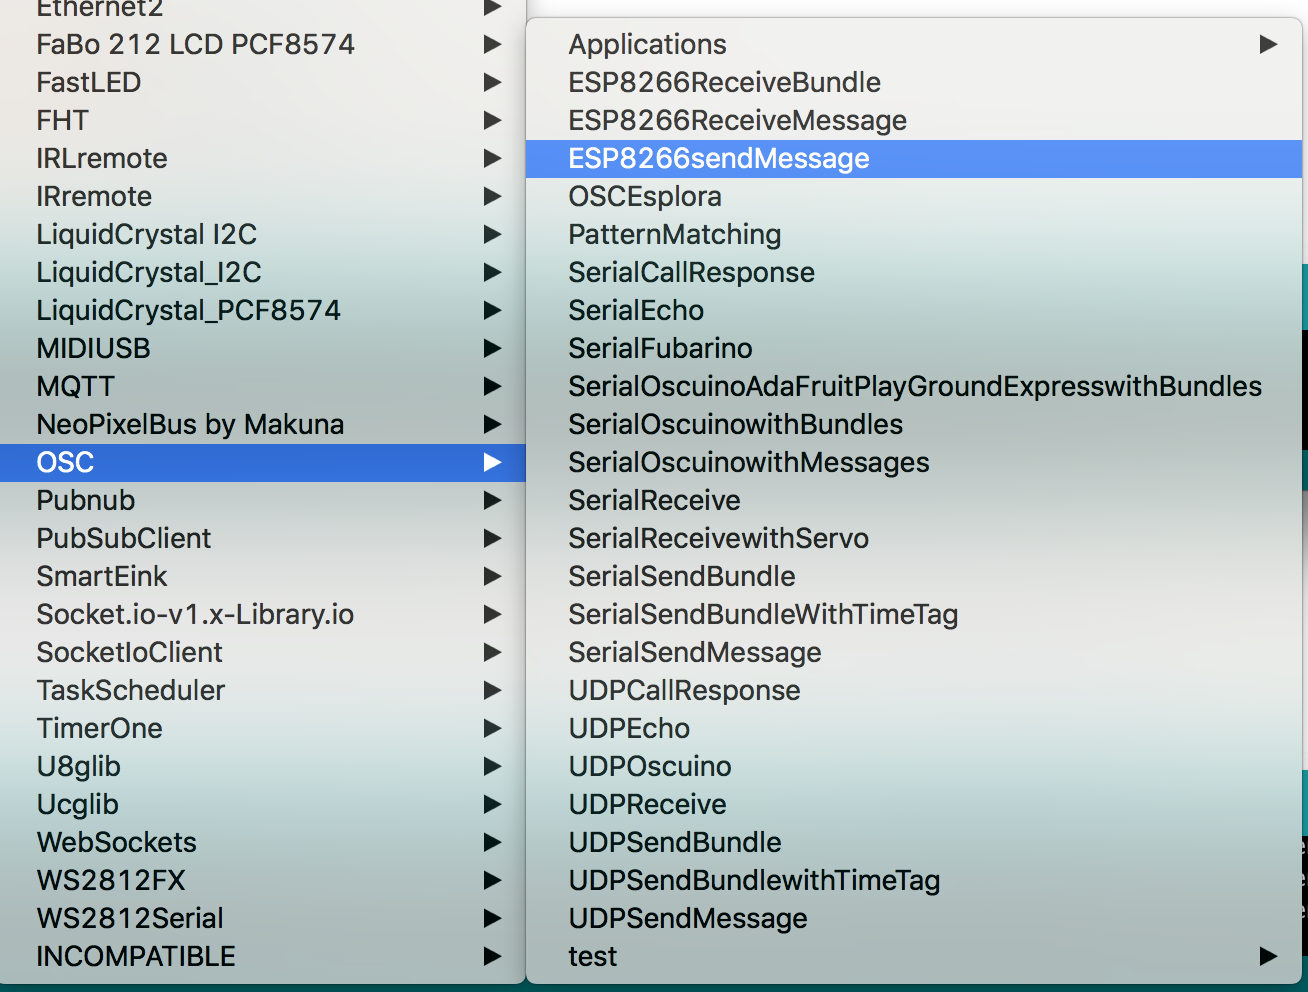 Ethernet2
FaBo 212 LCD PCF8574
FastLED
FHT
IRLremote
IRremote
LiquidCrystal I2C
LiquidCrystal_I2C
LiquidCrystal_PCF8574
MIDIUSB
MQTT
NeoPixelBus by Makuna
OSC
Pubnub
PubSubClient
SmartEink
Socket.io-v1.x-Library.io
SocketIoClient
TaskScheduler
TimerOne
U8glib
Ucglib
WebSockets
WS2812FX
WS2812Serial
INCOMPATIBLE
Applications
ESP8266ReceiveBundle
ESP8266ReceiveMessage
ESP8266sendMessage
OSCEsplora
PatternMatching
SerialCallResponse
SerialEcho
SerialFubarino
SerialOscuinoAdaFruitPlayGroundExpresswithBundles
SerialOscuinowithBundles
SerialOscuinowithMessages
SerialReceive
SerialReceivewithServo
SerialSendBundle
SerialSendBundleWithTimeTag
SerialSendMessage
UDPCallResponse
UDPEcho
UDPOscuino
UDPReceive
UDPSendBundle
UDPSendBundlewithTimeTag
UDPSendMessage
test